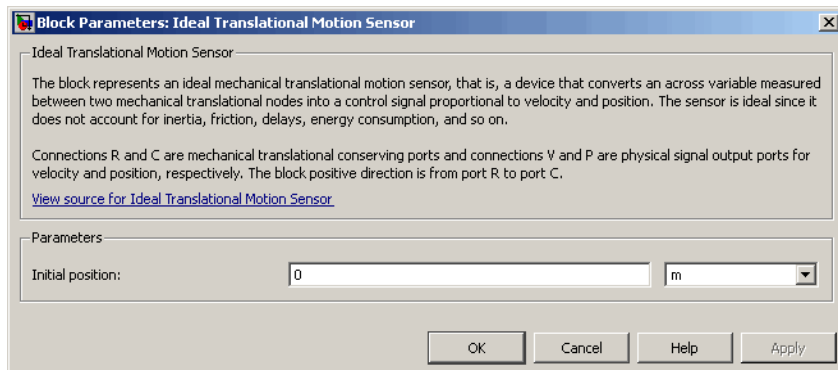 Block Parameters: Ideal Translational Motion Sensor
Ideal Translational Motion Sensor
The block represents an ideal mechanical translational motion sensor, that is, a device that converts an across variable measured
between two mechanical translational nodes into a control signal proportional to velocity and position. The sensor is ideal since it
does not account for inertia, friction, delays, energy consumption, and so on.
Connections R and C are mechanical translational conserving ports and connections V and P are physical signal output ports for
velocity and position, respectively. The block positive direction is from port R to port C.
View source for Ideal Translational Motion Sensor
Parameters
Initial position: 0 m
OK Cancel Help Apply